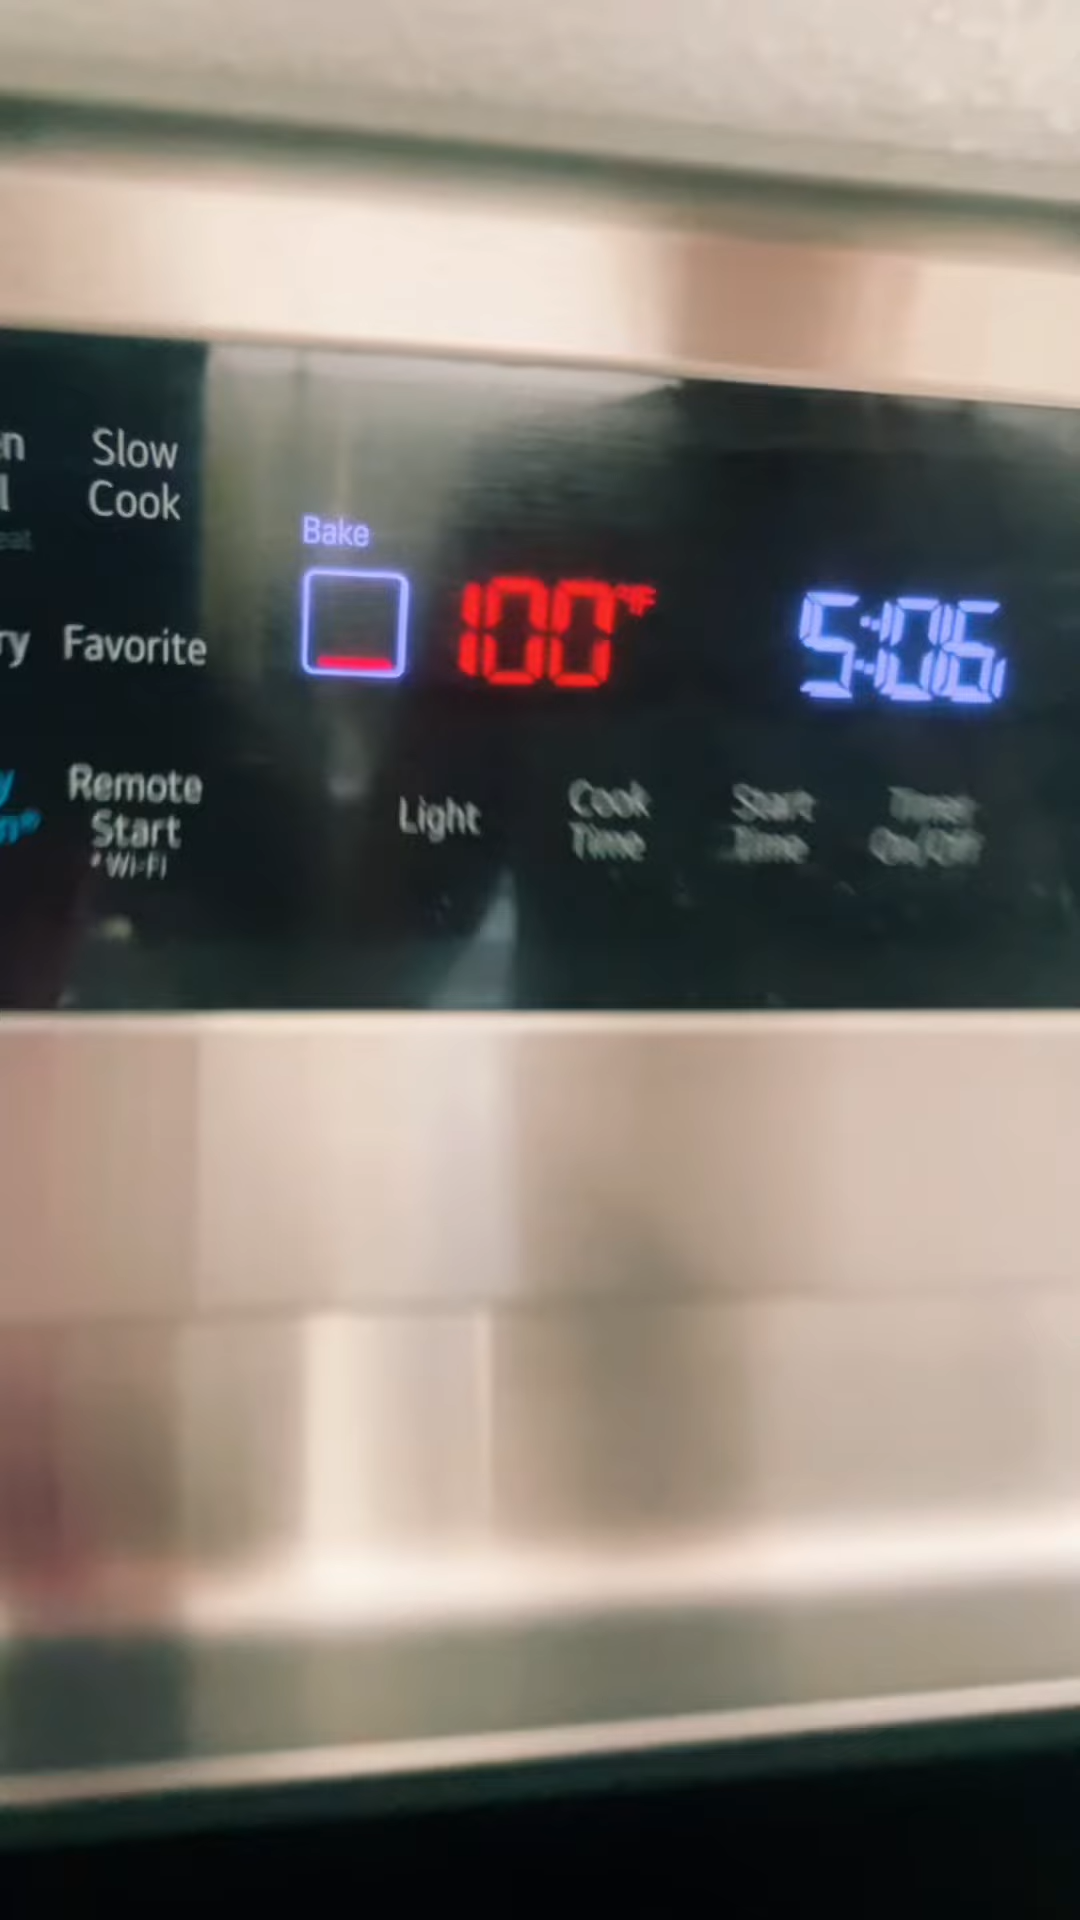 Slow
Cook
Bake
100°F
5:06
Favorite
Remote
Start
Wi-Fi
Light
Cook
Time
Start
Time
Timer
On/Off